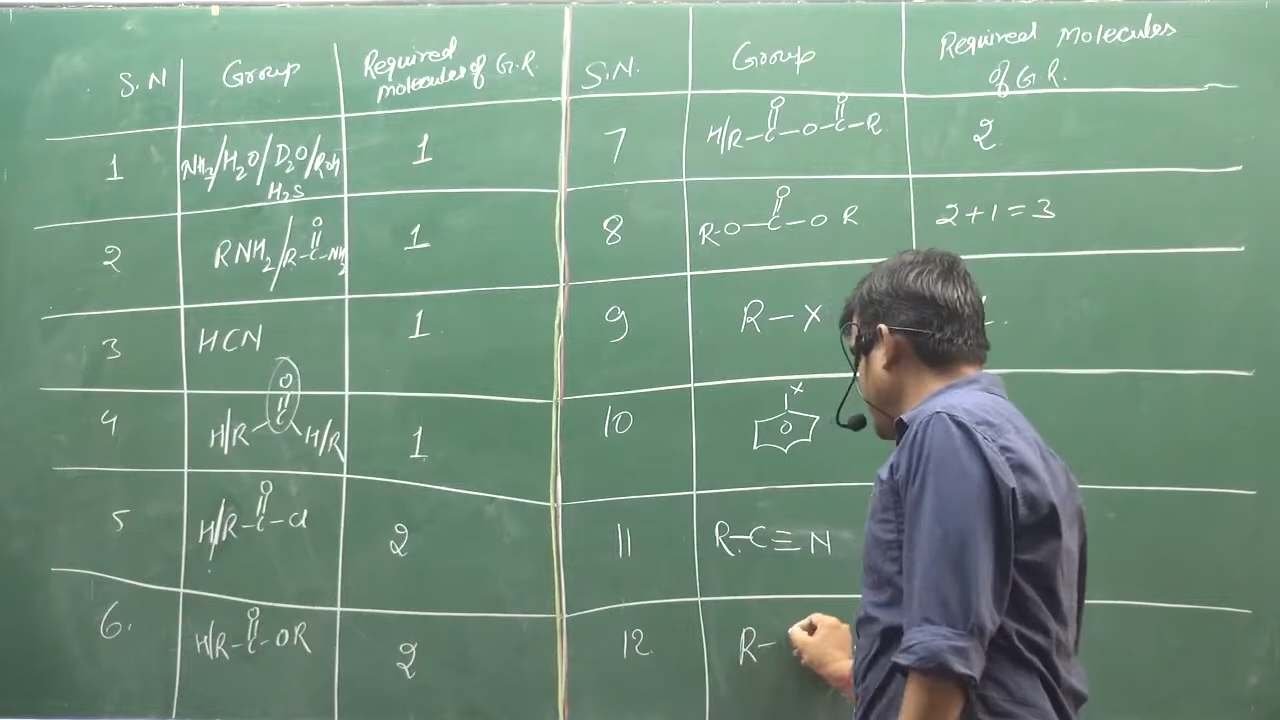 S.N Group Required molecules of G.R.
1 NH3/H2O/D2O/ROH H2S 1
2 RNH2/R-C(=O)-NH2 1
3 HCN 1
4 H/R-C(=O)-H/R 1
5 H/R-C(=O)-Cl 2
6. H/R-C(=O)-OR 2
S.N. Group Required Molecules of G.R.
7 H/R-C(=O)-O-C(=O)-R 2
8 R-O-C(=O)-O R 2+1=3
9 R-X
10 X
11 R-C≡N
12 R-